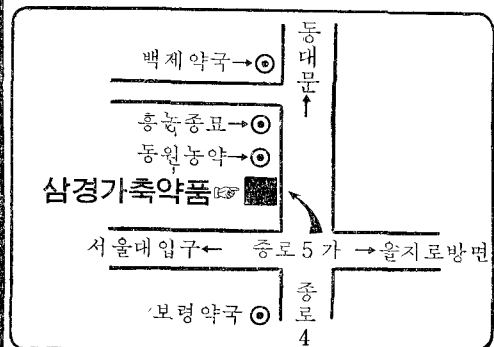 백제약국→
동대문
↑
흥농종묘→
동원농약→
삼경가축약품☞
서울대입구← 종로5가 →을지로방면
보령약국
종로4